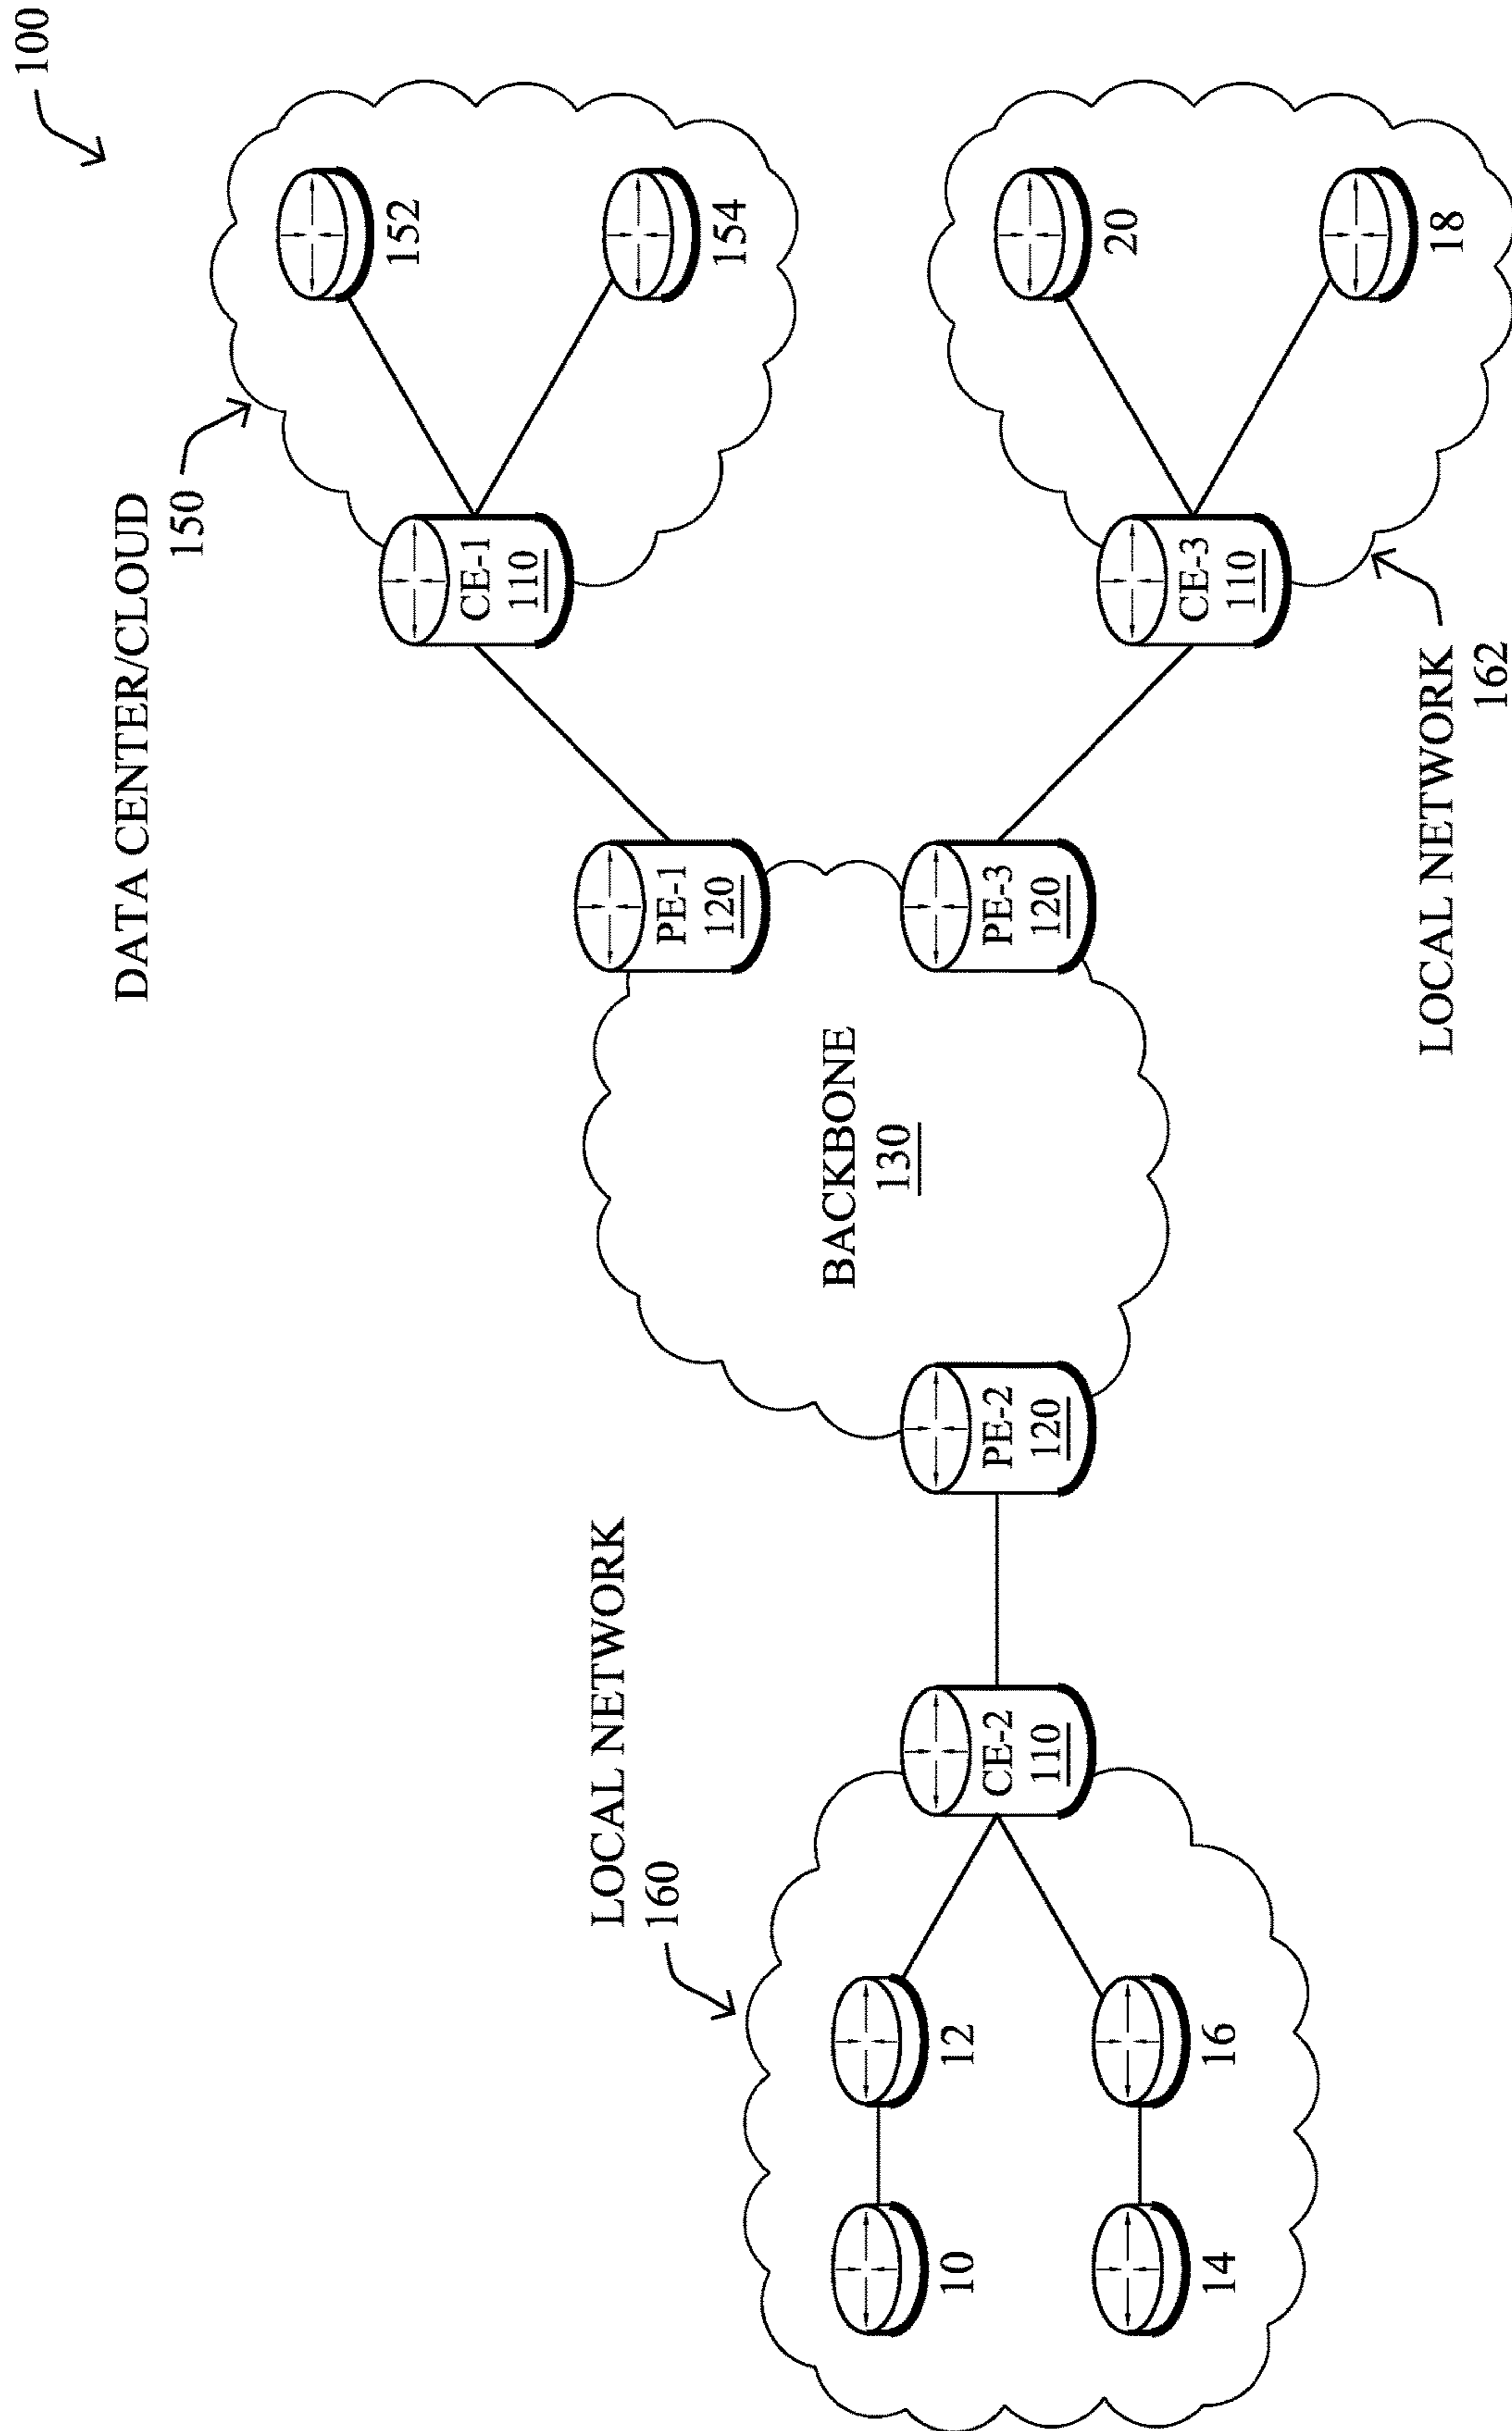 100
DATA CENTER/CLOUD
150
152
154
CE-1
110
PE-1
120
BACKBONE
130
LOCAL NETWORK
160
10
12
14
16
CE-2
110
PE-2
120
PE-3
120
CE-3
110
20
18
LOCAL NETWORK
162